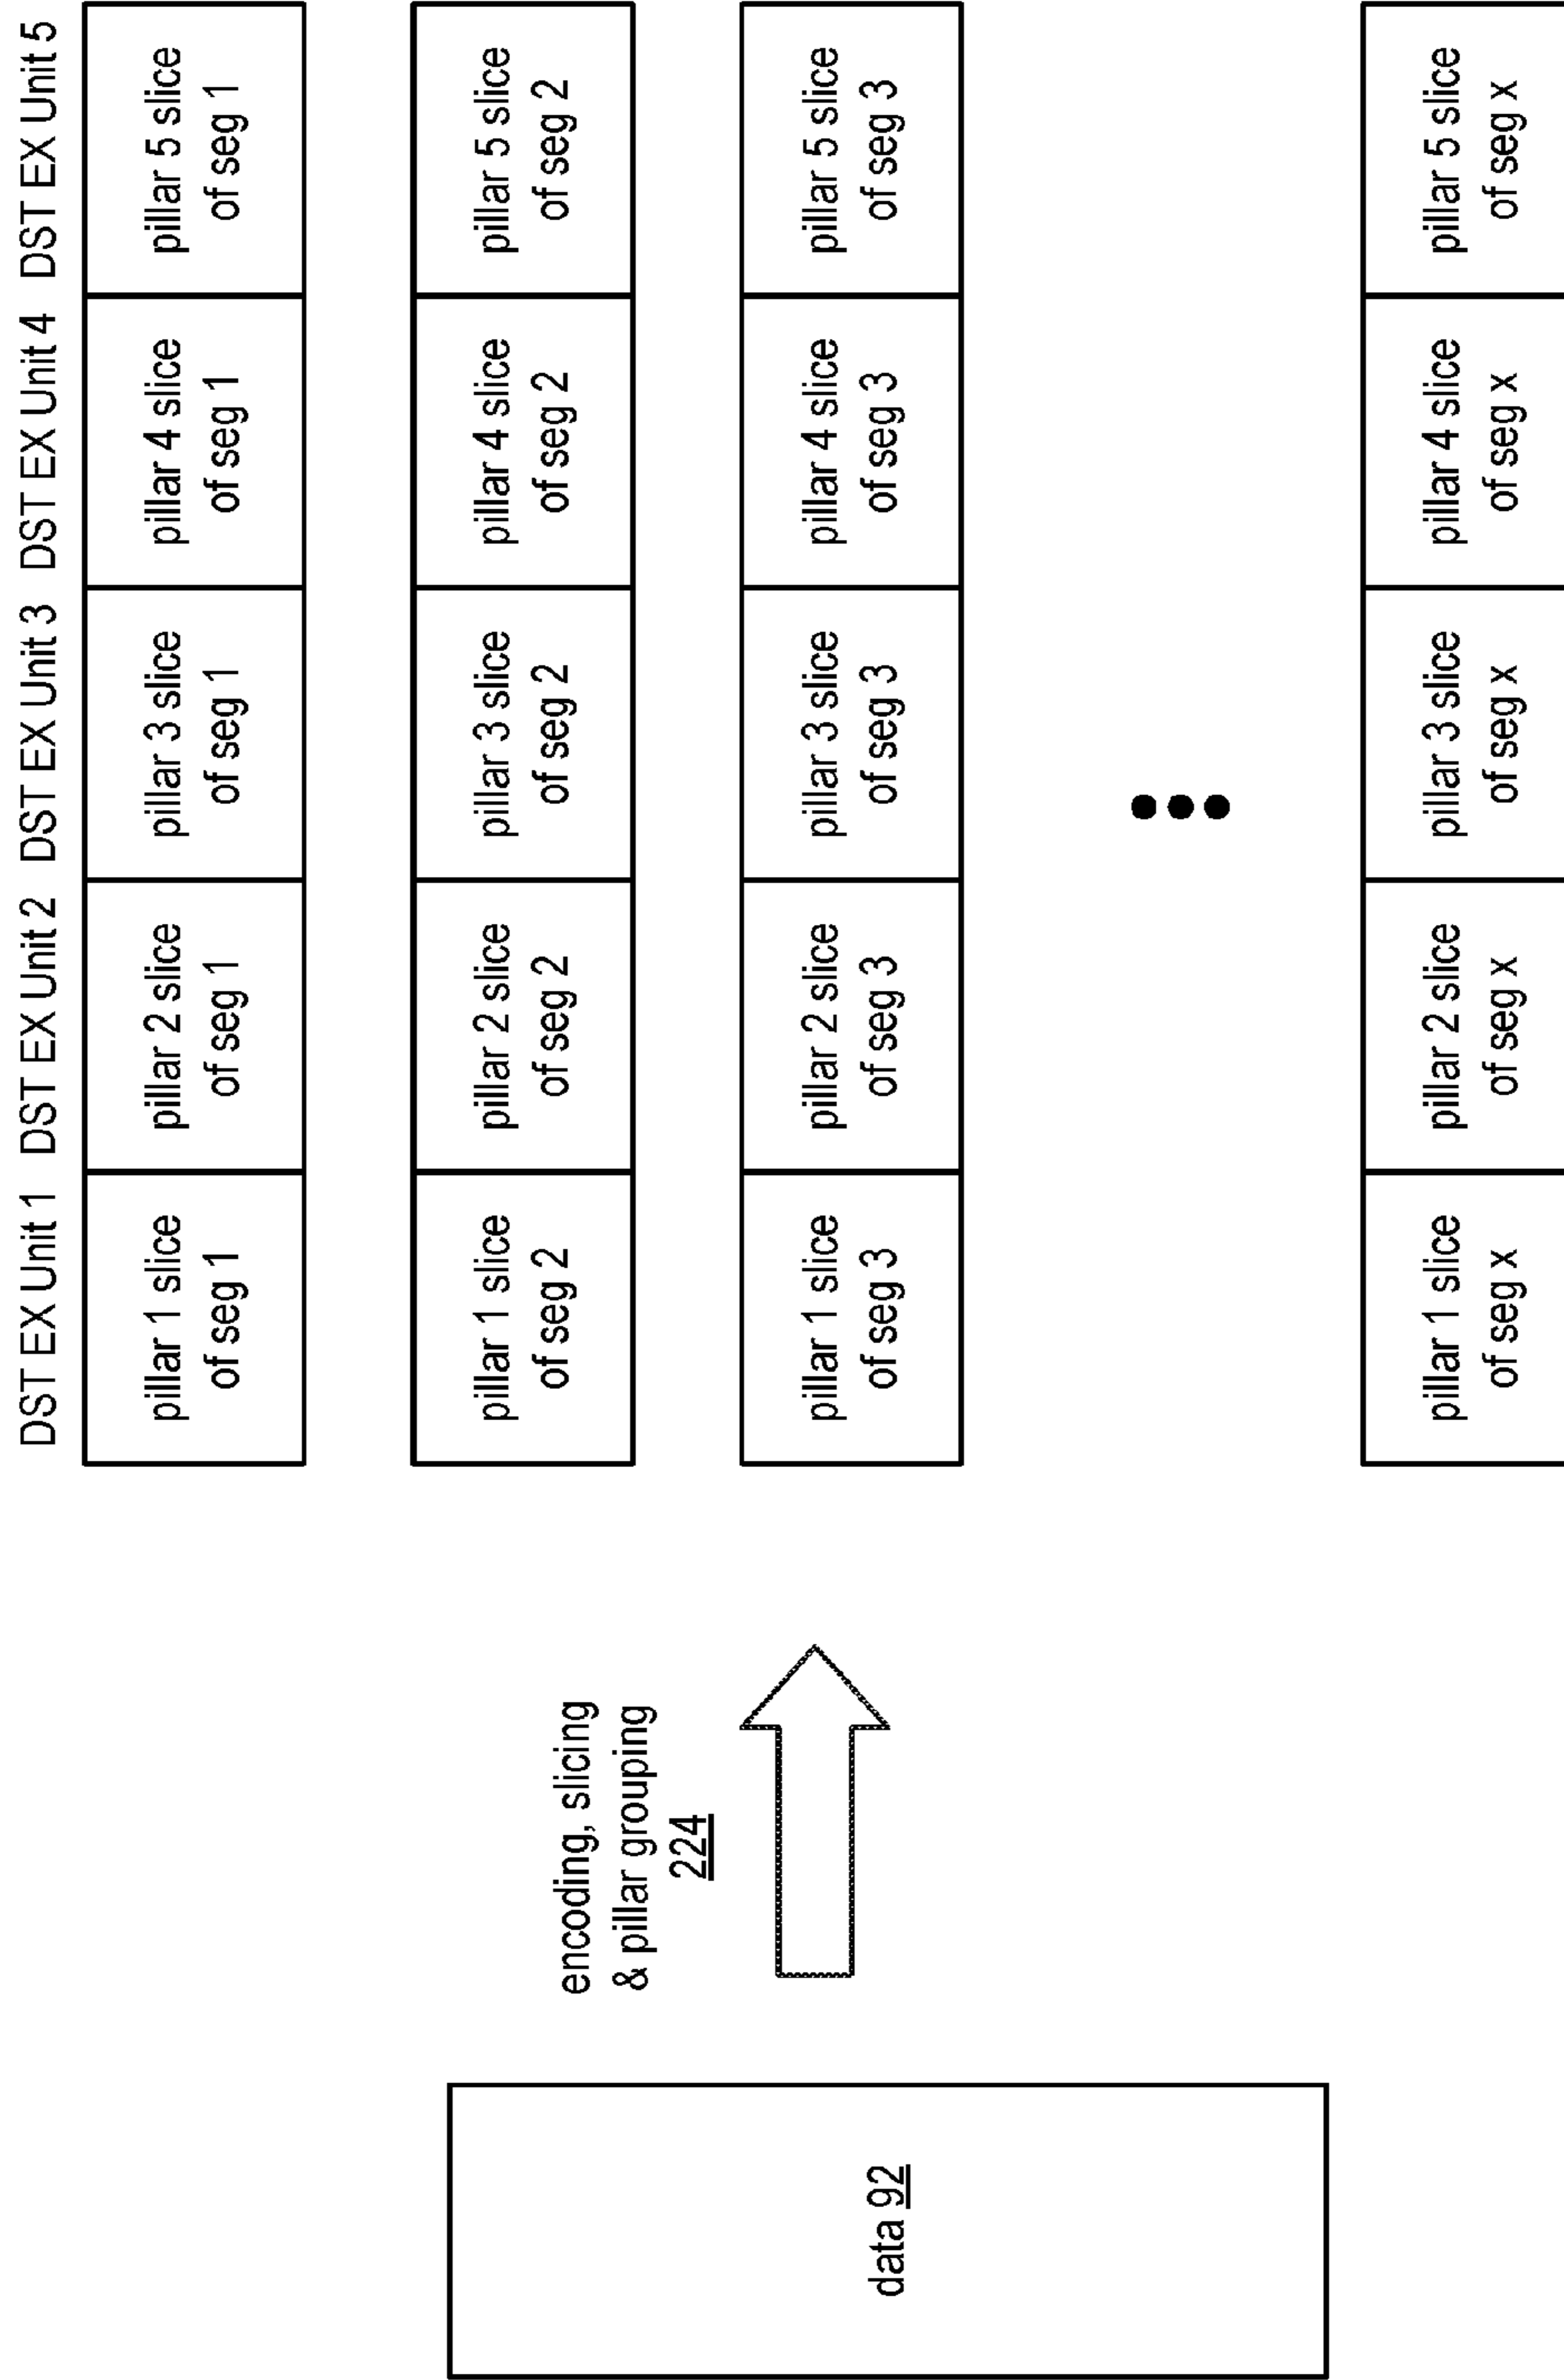 DST EX Unit 1 DST EX Unit 2 DST EX Unit 3 DST EX Unit 4 DST EX Unit 5
pillar 1 slice
of seg 1
pillar 2 slice
of seg 1
pillar 3 slice
of seg 1
pillar 4 slice
of seg 1
pillar 5 slice
of seg 1
pillar 1 slice
of seg 2
pillar 2 slice
of seg 2
pillar 3 slice
of seg 2
pillar 4 slice
of seg 2
pillar 5 slice
of seg 2
pillar 1 slice
of seg 3
pillar 2 slice
of seg 3
pillar 3 slice
of seg 3
pillar 4 slice
of seg 3
pillar 5 slice
of seg 3
pillar 1 slice
of seg x
pillar 2 slice
of seg x
pillar 3 slice
of seg x
pillar 4 slice
of seg x
pillar 5 slice
of seg x
encoding, slicing
& pillar grouping
224
data 92